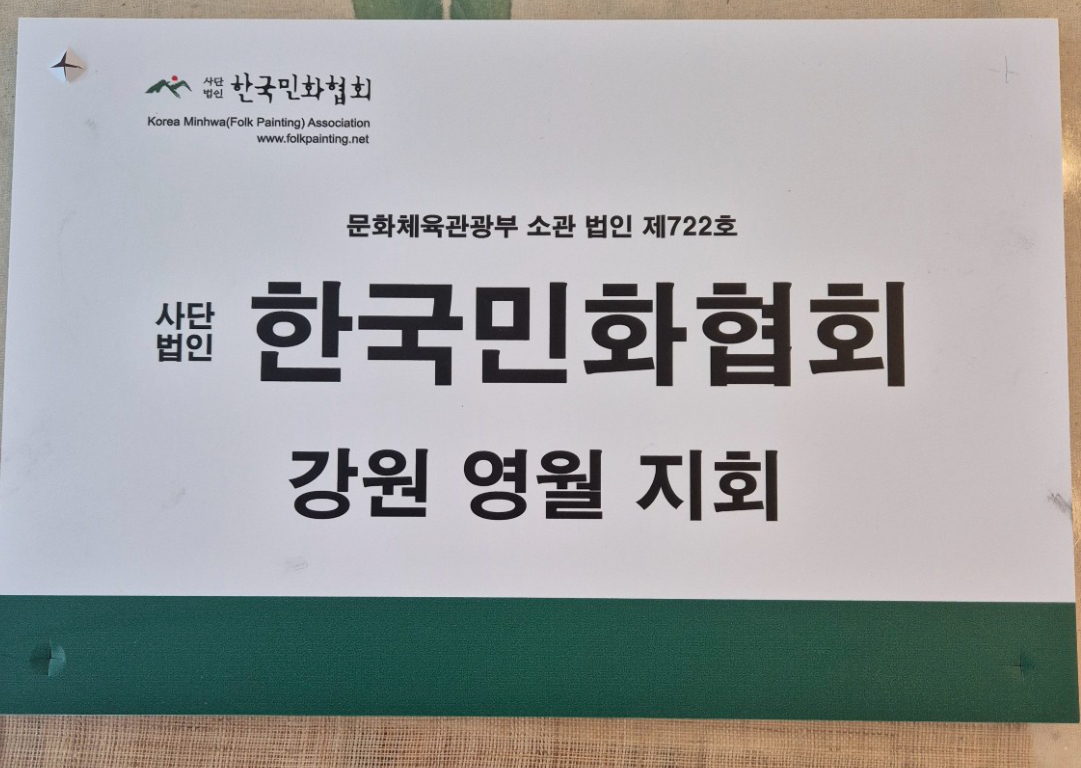 사단
법인 한국민화협회
Korea Minhwa(Folk Painting) Association
www.folkpainting.net
문화체육관광부 소관 법인 제722호
사단
법인 한국민화협회
강원 영월 지회